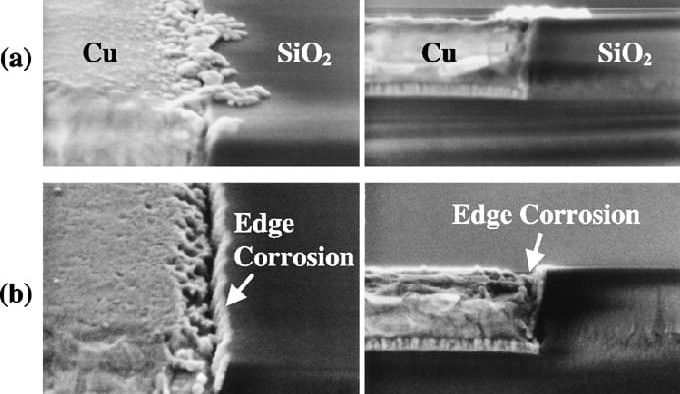 (a)
Cu
SiO₂
Cu
SiO₂
(b)
Edge
Corrosion
Edge Corrosion